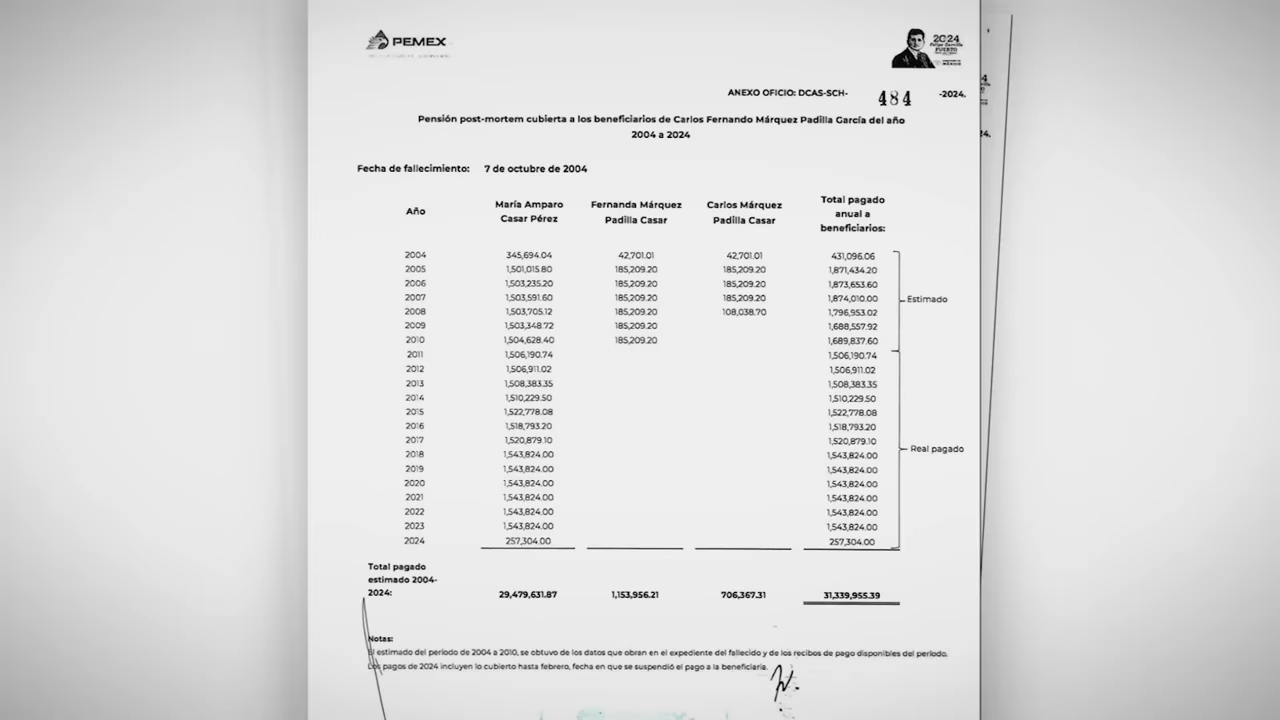 PEMEX
2024
Felipe Carrillo
PUERTO
MÉXICO
ANEXO OFICIO: DCAS-SCH- 484 -2024.
Pensión post-mortem cubierta a los beneficiarios de Carlos Fernando Márquez Padilla García del año
2004 a 2024
Fecha de fallecimiento: 7 de octubre de 2004
Año María Amparo Casar Pérez Fernanda Márquez Padilla Casar Carlos Márquez Padilla Casar Total pagado anual a beneficiarios:
2004 345,694.04 42,701.01 42,701.01 431,096.06
2005 1,501,015.80 185,209.20 185,209.20 1,871,434.20
2006 1,503,235.20 185,209.20 185,209.20 1,873,653.60
2007 1,503,591.60 185,209.20 185,209.20 1,874,010.00
Estimado
2008 1,503,705.12 185,209.20 108,038.70 1,796,953.02
2009 1,503,348.72 185,209.20 1,688,557.92
2010 1,504,628.40 185,209.20 1,689,837.60
2011 1,506,190.74 1,506,190.74
2012 1,506,911.02 1,506,911.02
2013 1,508,383.35 1,508,383.35
2014 1,510,229.50 1,510,229.50
2015 1,522,778.08 1,522,778.08
2016 1,518,793.20 1,518,793.20
2017 1,520,879.10 1,520,879.10
Real pagado
2018 1,543,824.00 1,543,824.00
2019 1,543,824.00 1,543,824.00
2020 1,543,824.00 1,543,824.00
2021 1,543,824.00 1,543,824.00
2022 1,543,824.00 1,543,824.00
2023 1,543,824.00 1,543,824.00
2024 257,304.00 257,304.00
Total pagado
estimado 2004-
2024: 29,479,631.87 1,153,956.21 706,367.31 31,339,955.39
Notas:
El estimado del periodo de 2004 a 2010, se obtuvo de los datos que obran en el expediente del fallecido y de los recibos de pago disponibles del periodo.
Los pagos de 2024 incluyen lo cubierto hasta febrero, fecha en que se suspendió el pago a la beneficiaria.